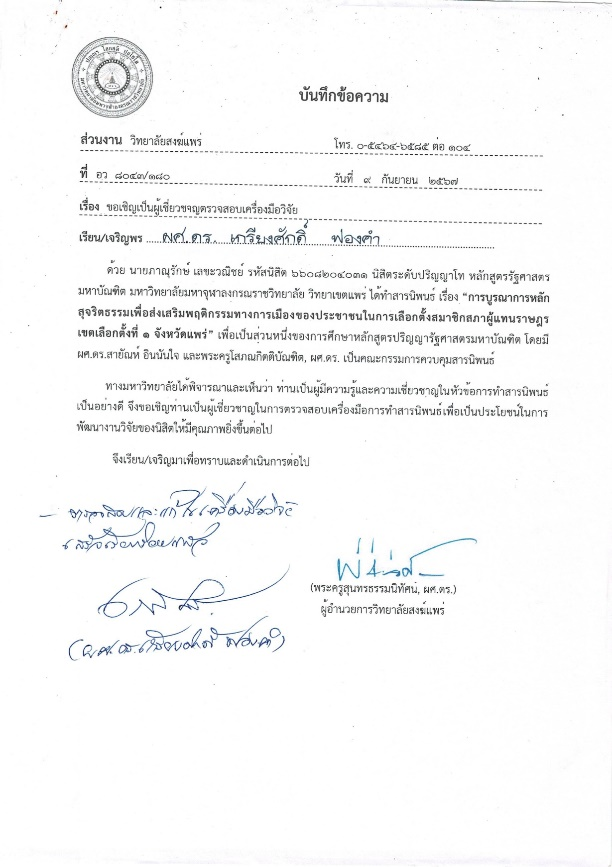 บันทึกข้อความ
ส่วนงาน วิทยาลัยสงฆ์แพร่ โทร. ๐-๕๔๖๔-๖๕๘๕ ต่อ ๑๐๔
ที่ อว ๘๐๔๗/๑๘๐ วันที่ ๙ กันยายน ๒๕๖๗
เรื่อง ขอเชิญเป็นผู้เชี่ยวชาญตรวจสอบเครื่องมือวิจัย
เรียน/เจริญพร ผศ.ดร. เกรียงศักดิ์ ฟองคำ
ด้วย นายภาณุรักษ์ เลขะวณิชย์ รหัสนิสิต ๖๖๐๘๒๐๔๐๓๑ นิสิตระดับปริญญาโท หลักสูตรรัฐศาสตร
มหาบัณฑิต มหาวิทยาลัยมหาจุฬาลงกรณราชวิทยาลัย วิทยาเขตแพร่ ได้ทำสารนิพนธ์ เรื่อง “การบูรณาการหลัก
สุจริตธรรมเพื่อส่งเสริมพฤติกรรมทางการเมืองของประชาชนในการเลือกตั้งสมาชิกสภาผู้แทนราษฎร
เขตเลือกตั้งที่ ๑ จังหวัดแพร่” เพื่อเป็นส่วนหนึ่งของการศึกษาหลักสูตรปริญญารัฐศาสตรมหาบัณฑิต โดยมี
ผศ.ดร.สายัณห์ อินนันใจ และพระครูโสภณกิตติบัณฑิต, ผศ.ดร. เป็นคณะกรรมการควบคุมสารนิพนธ์
ทางมหาวิทยาลัยได้พิจารณาและเห็นว่า ท่านเป็นผู้มีความรู้และความเชี่ยวชาญในหัวข้อการทำสารนิพนธ์
เป็นอย่างดี จึงขอเชิญท่านเป็นผู้เชี่ยวชาญในการตรวจสอบเครื่องมือการทำสารนิพนธ์เพื่อเป็นประโยชน์ในการ
พัฒนางานวิจัยของนิสิตให้มีคุณภาพยิ่งขึ้นต่อไป
จึงเรียน/เจริญมาเพื่อทราบและดำเนินการต่อไป
- ตรวจสอบและแก้ไขเครื่องมือวิจัย
เสร็จเรียบร้อยแล้ว
(พระครูสุนทรธรรมนิทัศน์, ผศ.ดร.)
ผู้อำนวยการวิทยาลัยสงฆ์แพร่
(ผศ.ดร.เกรียงศักดิ์ ฟองคำ)